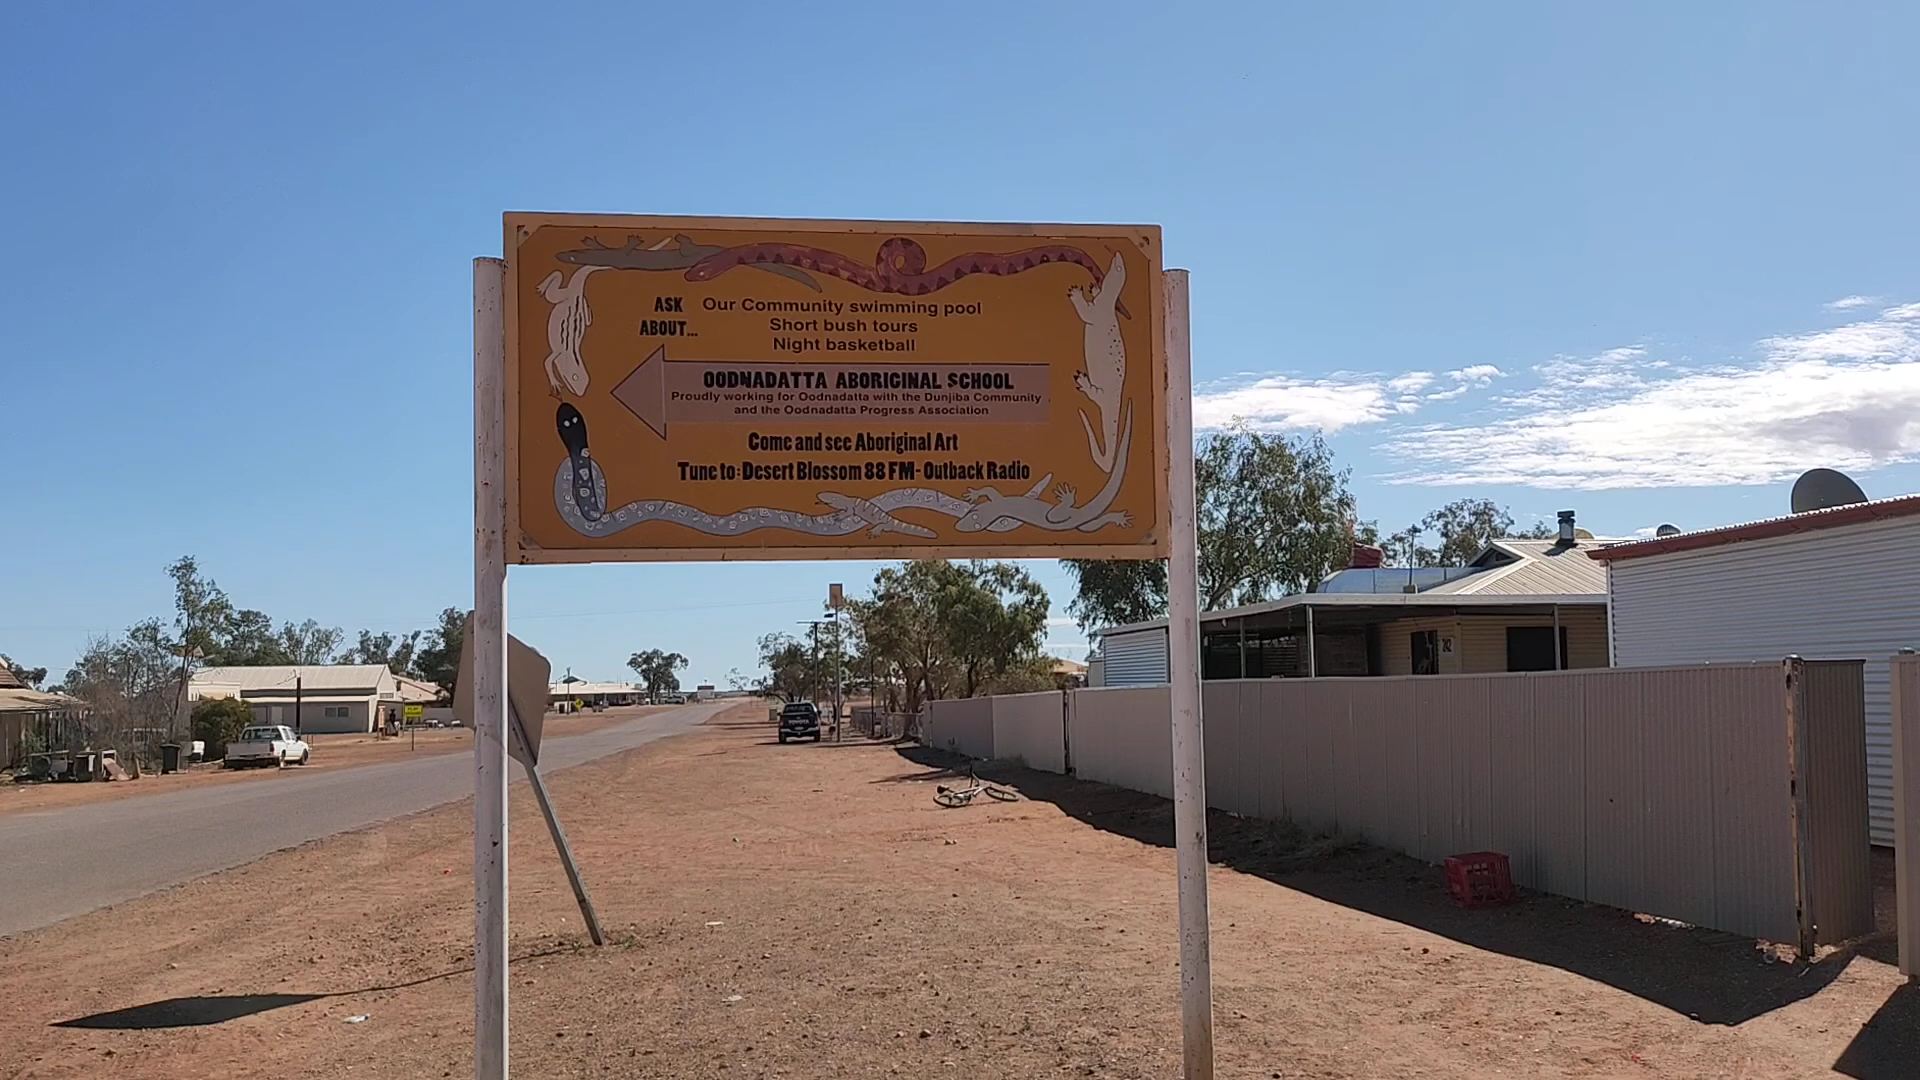 ASK
ABOUT...
Our Community swimming pool
Short bush tours
Night basketball
OODNADATTA ABORIGINAL SCHOOL
Proudly working for Oodnadatta with the Dunjiba Community
and the Oodnadatta Progress Association
Come and see Aboriginal Art
Tune to: Desert Blossom 88 FM - Outback Radio
TOYOTA
242